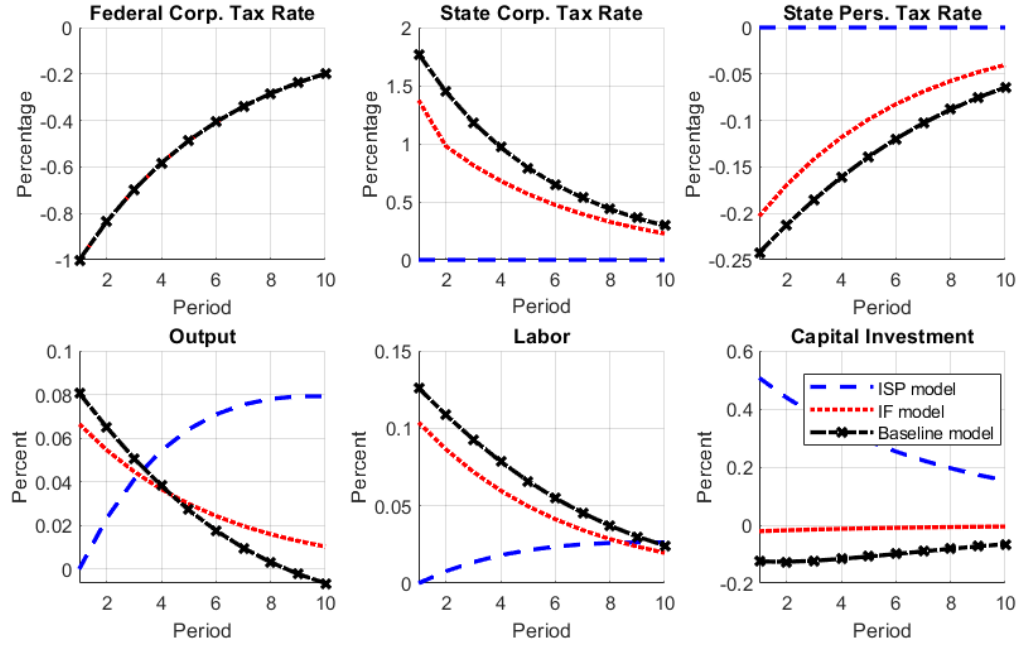 Federal Corp. Tax Rate
State Corp. Tax Rate
State Pers. Tax Rate
Percentage
0
-0.2
-0.4
-0.6
-0.8
-1
2 4 6 8 10
Period
Percentage
2
1.5
1
0.5
0
2 4 6 8 10
Period
Percentage
0
-0.05
-0.1
-0.15
-0.2
-0.25
2 4 6 8 10
Period
Output
Labor
Capital Investment
Percent
0.1
0.08
0.06
0.04
0.02
0
2 4 6 8 10
Period
Percent
0.15
0.1
0.05
0
2 4 6 8 10
Period
Percent
0.6
0.4
0.2
0
-0.2
2 4 6 8 10
Period
ISP model
IF model
Baseline model